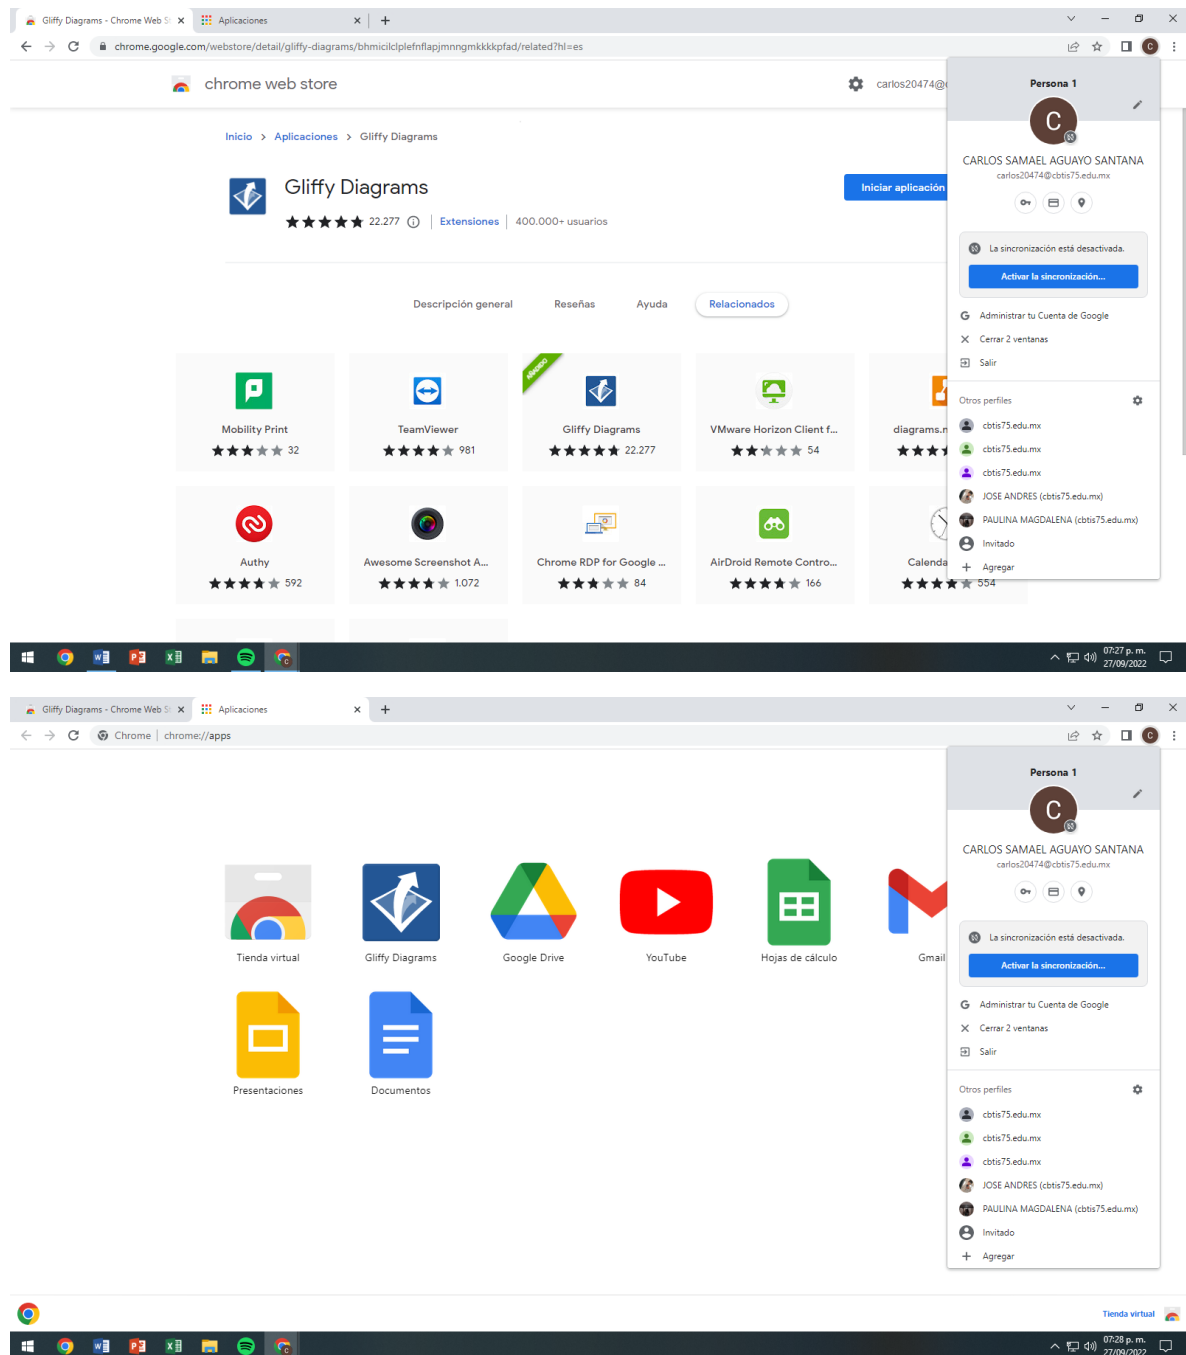 Gliffy Diagrams - Chrome Web St
Aplicaciones
chrome.google.com/webstore/detail/gliffy-diagrams/bhmicilclplefnflapjmnngmkkkkpfad/related?hl=es
C
chrome web store
carlos20474@c
Persona 1
C
CARLOS SAMAEL AGUAYO SANTANA
carlos20474@cbtis75.edu.mx
Inicio > Aplicaciones > Gliffy Diagrams
Gliffy Diagrams
Iniciar aplicación
22.277 | Extensiones | 400.000+ usuarios
La sincronización está desactivada.
Activar la sincronización...
Descripción general Reseñas Ayuda Relacionados
Administrar tu Cuenta de Google
Cerrar 2 ventanas
Salir
Otros perfiles
cbtis75.edu.mx
cbtis75.edu.mx
cbtis75.edu.mx
JOSE ANDRES (cbtis75.edu.mx)
PAULINA MAGDALENA (cbtis75.edu.mx)
Invitado
Agregar
AÑADIDO
Mobility Print TeamViewer Gliffy Diagrams VMware Horizon Client f... diagrams.n
32 981 22.277 54
Authy Awesome Screenshot A... Chrome RDP for Google ... AirDroid Remote Contro... Calenda
592 1.072 84 166 554
07:27 p. m.
27/09/2022
Gliffy Diagrams - Chrome Web St
Aplicaciones
Chrome | chrome://apps
C
Persona 1
C
CARLOS SAMAEL AGUAYO SANTANA
carlos20474@cbtis75.edu.mx
La sincronización está desactivada.
Activar la sincronización...
Administrar tu Cuenta de Google
Cerrar 2 ventanas
Salir
Otros perfiles
cbtis75.edu.mx
cbtis75.edu.mx
cbtis75.edu.mx
JOSE ANDRES (cbtis75.edu.mx)
PAULINA MAGDALENA (cbtis75.edu.mx)
Invitado
Agregar
Tienda virtual Gliffy Diagrams Google Drive YouTube Hojas de cálculo Gmail
Presentaciones Documentos
Tienda virtual
07:28 p. m.
27/09/2022